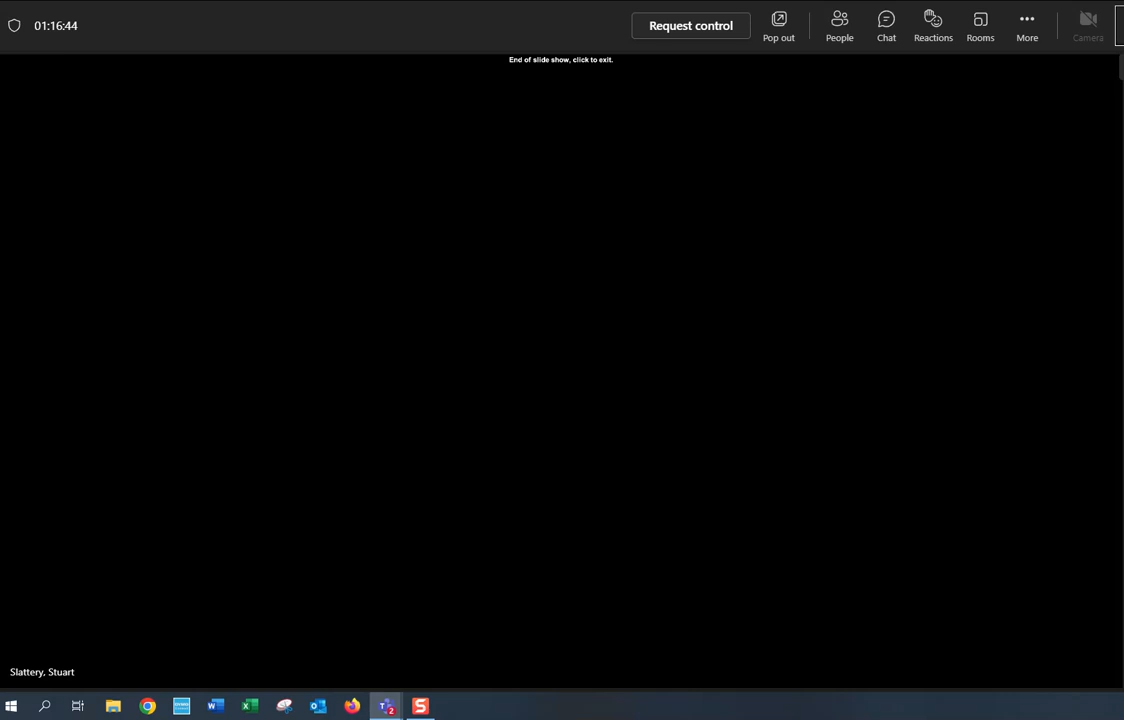 01:16:44
Request control
Pop out
People
Chat
Reactions
Rooms
More
Camera
End of slide show, click to exit.
Slattery, Stuart
2